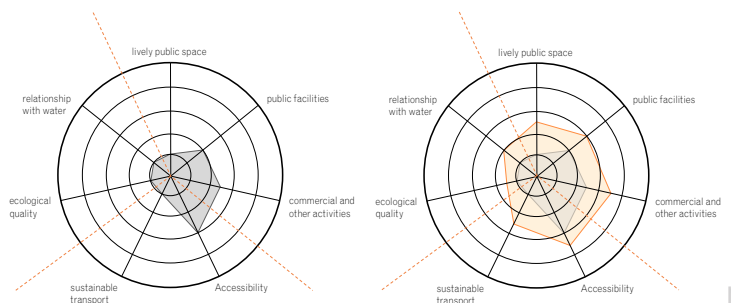 lively public space
public facilities
relationship
with water
commercial and
other activities
ecological
quality
Accessibility
sustainable
transport
lively public space
public facilities
relationship
with water
commercial and
other activities
ecological
quality
Accessibility
sustainable
transport